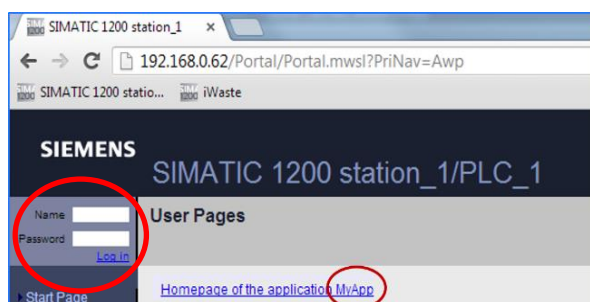 SIMATIC 1200 station_1
192.168.0.62/Portal/Portal.mwsl?PriNav=Awp
SIMATIC 1200 statio... iWaste
SIEMENS
SIMATIC 1200 station_1/PLC_1
Name
User Pages
Password
Log in
Start Page
Homepage of the application MyApp